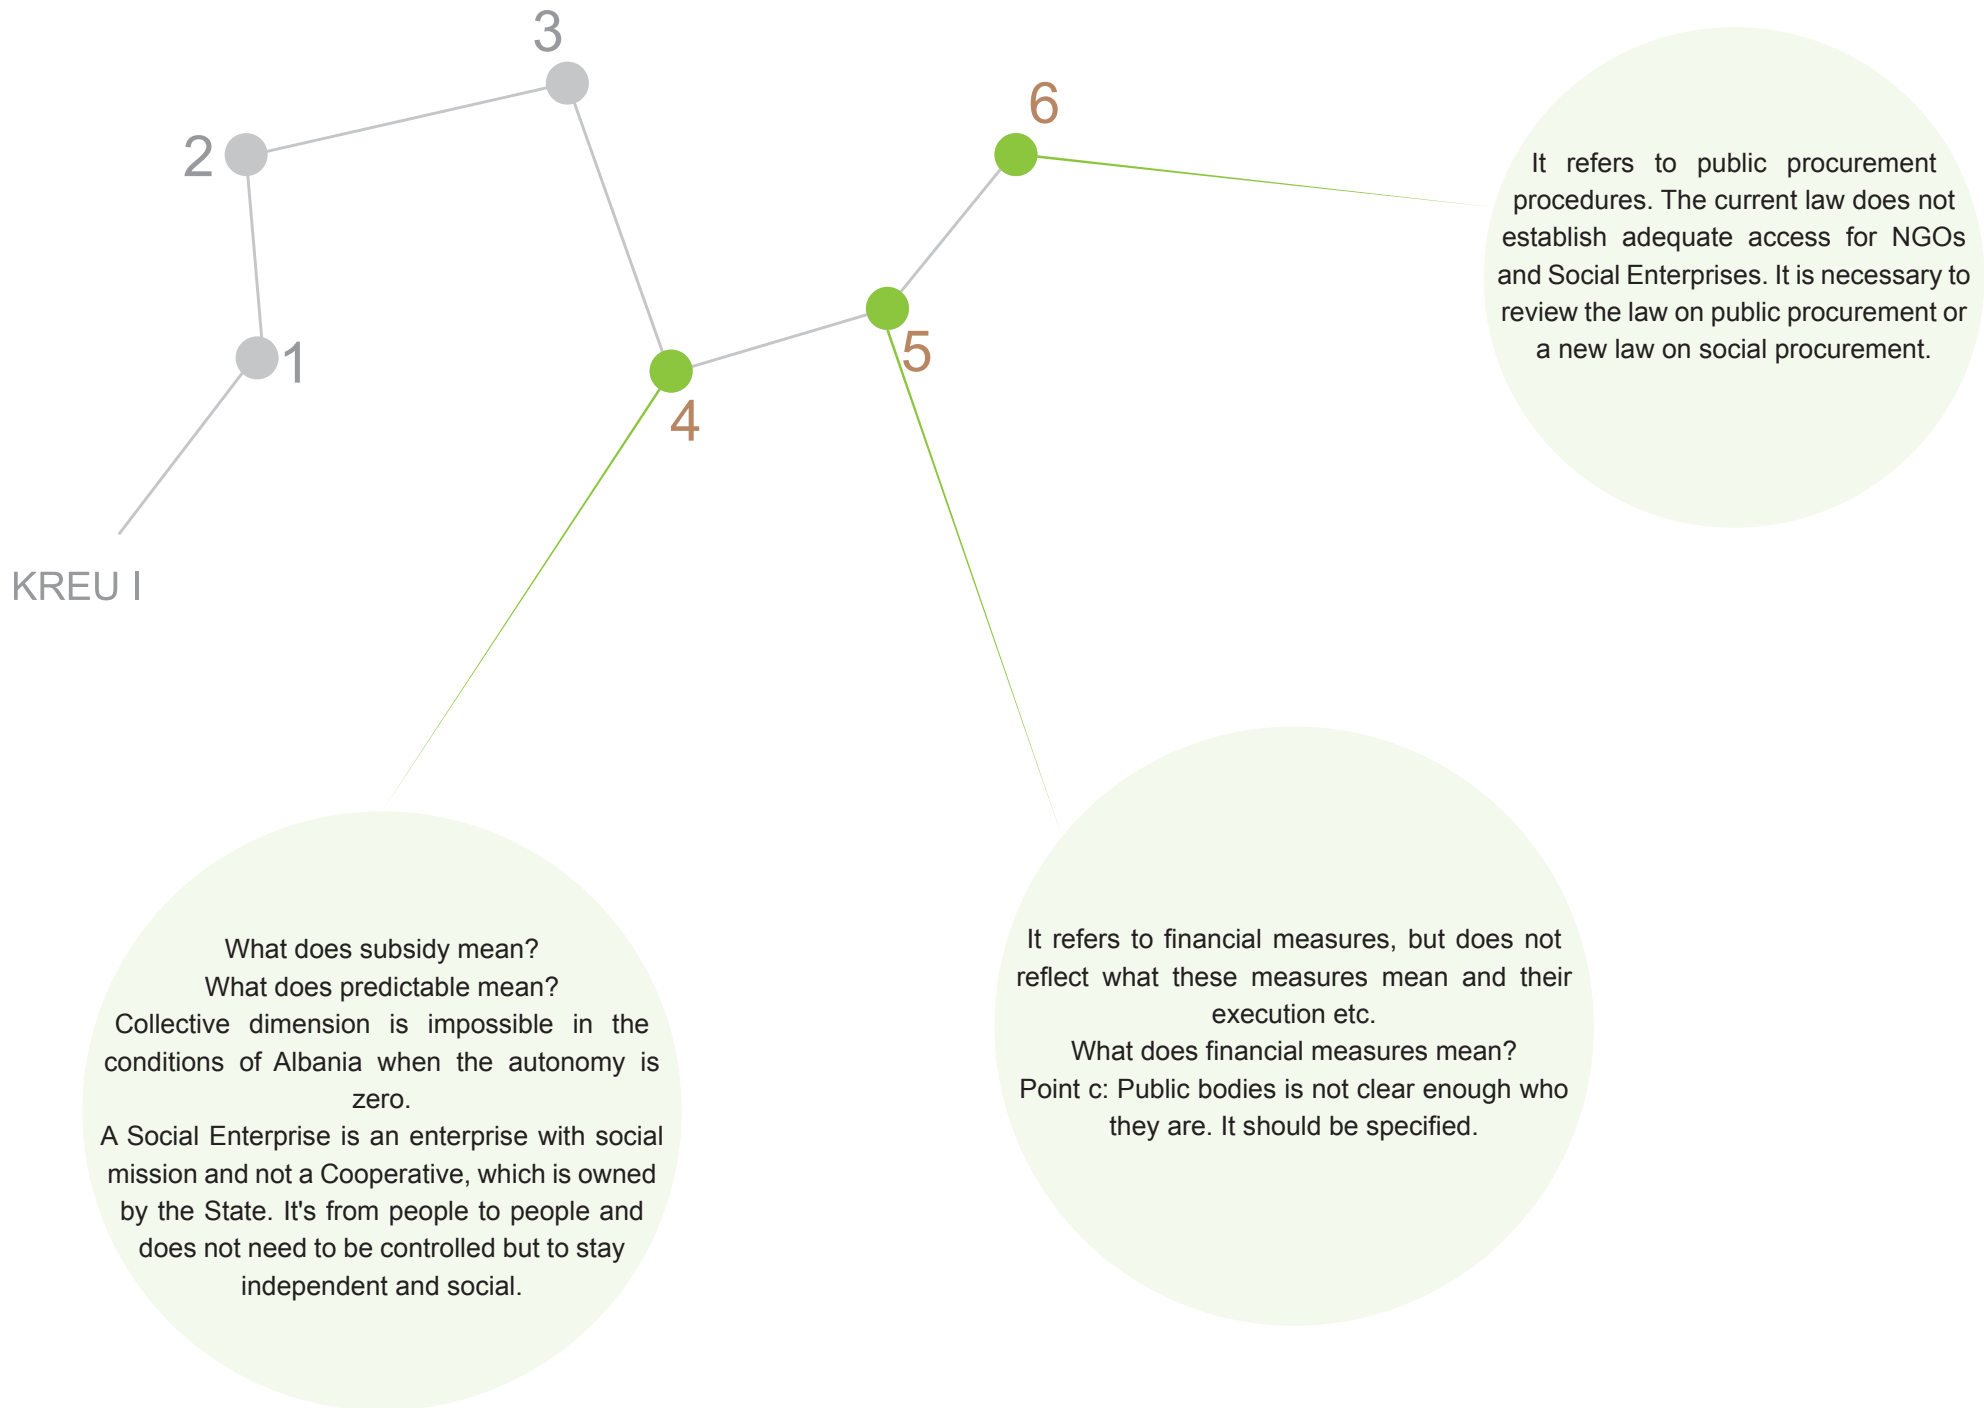 3
6
2
It refers to public procurement
procedures. The current law does not
establish adequate access for NGOs
and Social Enterprises. It is necessary to
review the law on public procurement or
a new law on social procurement.
1
5
4
KREU I
What does subsidy mean?
What does predictable mean?
Collective dimension is impossible in the
conditions of Albania when the autonomy is
zero.
A Social Enterprise is an enterprise with social
mission and not a Cooperative, which is owned
by the State. It's from people to people and
does not need to be controlled but to stay
independent and social.
It refers to financial measures, but does not
reflect what these measures mean and their
execution etc.
What does financial measures mean?
Point c: Public bodies is not clear enough who
they are. It should be specified.